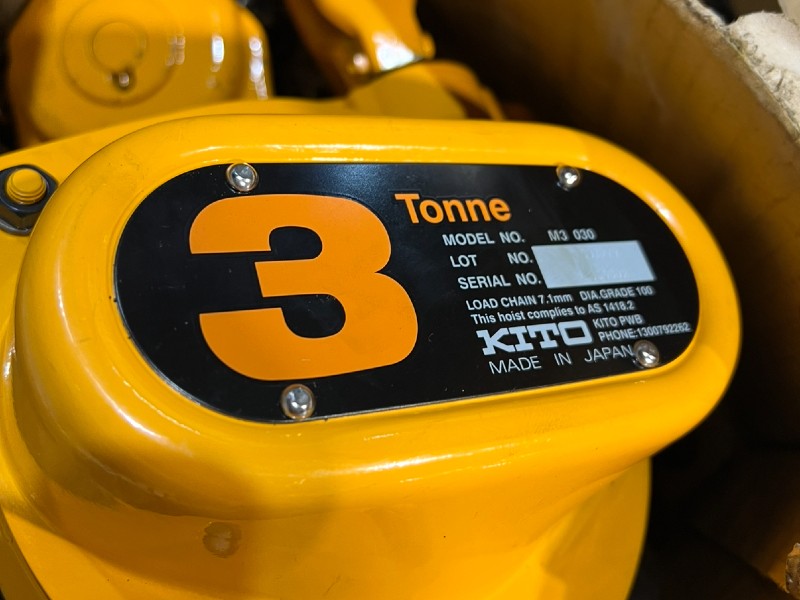 3 Tonne
MODEL NO. M3 030
LOT NO.
SERIAL NO.
LOAD CHAIN 7.1mm DIA.GRADE 100
This hoist complies to AS 1418.2
KITO KITO PWB
PHONE:1300792262
MADE IN JAPAN